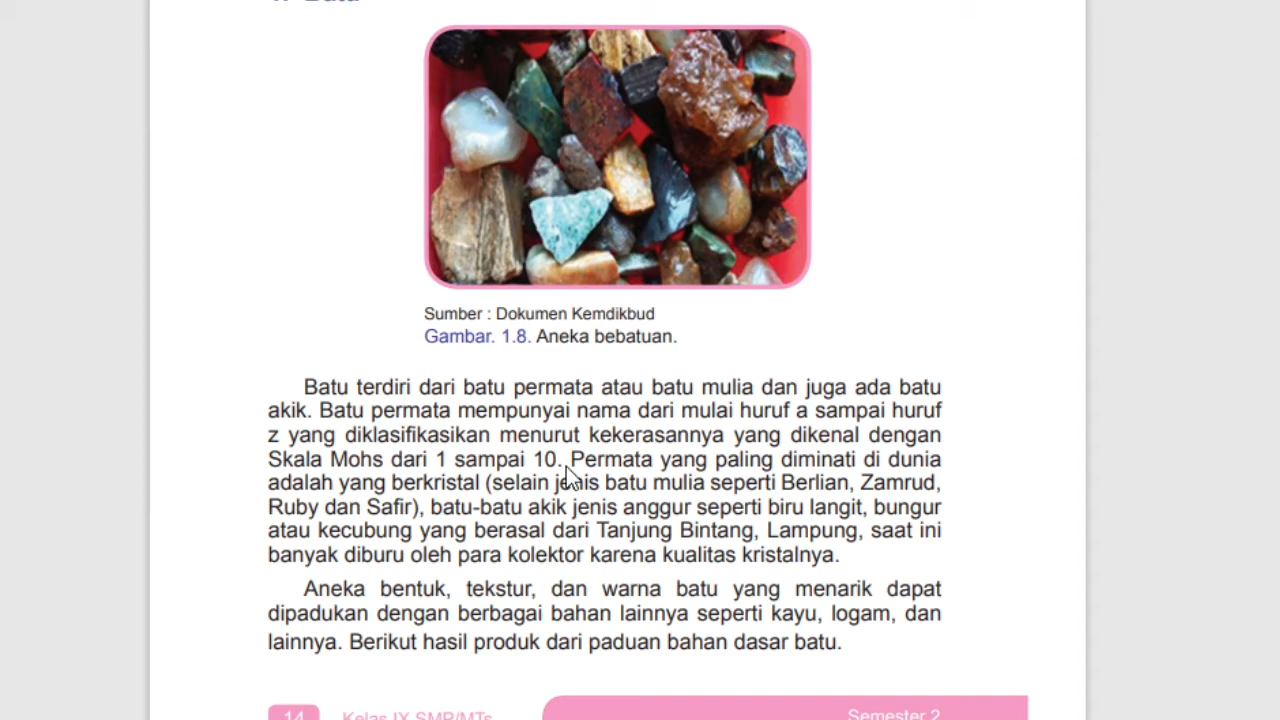 Sumber : Dokumen Kemdikbud
Gambar. 1.8. Aneka bebatuan.
Batu terdiri dari batu permata atau batu mulia dan juga ada batu
akik. Batu permata mempunyai nama dari mulai huruf a sampai huruf
z yang diklasifikasikan menurut kekerasannya yang dikenal dengan
Skala Mohs dari 1 sampai 10. Permata yang paling diminati di dunia
adalah yang berkristal (selain jenis batu mulia seperti Berlian, Zamrud,
Ruby dan Safir), batu-batu akik jenis anggur seperti biru langit, bungur
atau kecubung yang berasal dari Tanjung Bintang, Lampung, saat ini
banyak diburu oleh para kolektor karena kualitas kristalnya.
Aneka bentuk, tekstur, dan warna batu yang menarik dapat
dipadukan dengan berbagai bahan lainnya seperti kayu, logam, dan
lainnya. Berikut hasil produk dari paduan bahan dasar batu.
14 Kelas IX SMP/MTs Semester 2